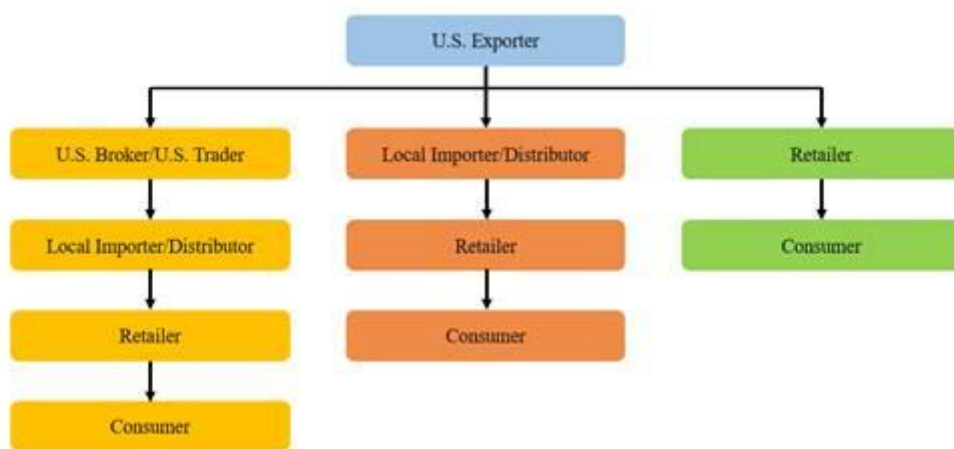 U.S. Exporter
U.S. Broker/U.S. Trader
Local Importer/Distributor
Retailer
Consumer
Local Importer/Distributor
Retailer
Consumer
Retailer
Consumer